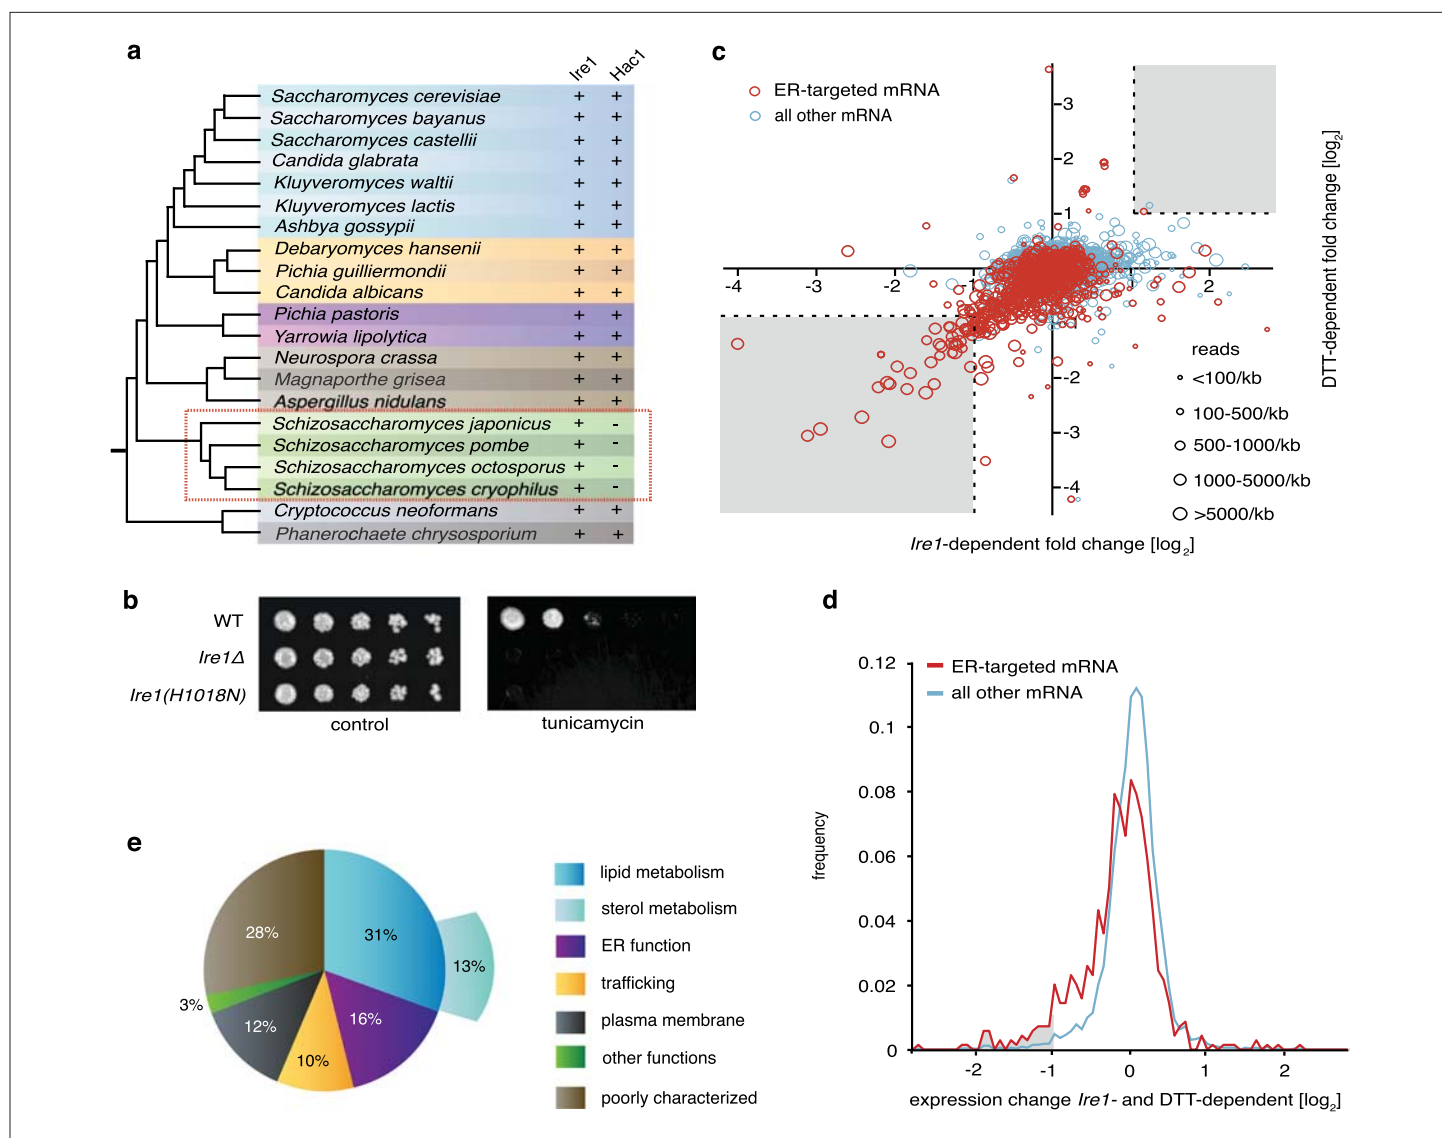 a
Ire1 Hac1
Saccharomyces cerevisiae + +
Saccharomyces bayanus + +
Saccharomyces castellii + +
Candida glabrata + +
Kluyveromyces waltii + +
Kluyveromyces lactis + +
Ashbya gossypii + +
Debaryomyces hansenii + +
Pichia guilliermondii + +
Candida albicans + +
Pichia pastoris + +
Yarrowia lipolytica + +
Neurospora crassa + +
Magnaporthe grisea + +
Aspergillus nidulans + +
Schizosaccharomyces japonicus + -
Schizosaccharomyces pombe + -
Schizosaccharomyces octosporus + -
Schizosaccharomyces cryophilus + -
Cryptococcus neoformans + +
Phanerochaete chrysosporium + +
b
WT
Ire1Δ
Ire1(H1018N)
control
tunicamycin
c
ER-targeted mRNA
all other mRNA
3
2
1
-4 -3 -2 -1 1 2
-1
-2
-3
-4
DTT-dependent fold change [log2]
reads
<100/kb
100-500/kb
500-1000/kb
1000-5000/kb
>5000/kb
Ire1-dependent fold change [log2]
d
ER-targeted mRNA
all other mRNA
0.12
0.1
0.08
0.06
0.04
0.02
0
frequency
-2 -1 0 1 2
expression change Ire1- and DTT-dependent [log2]
e
28%
31%
13%
3%
12%
16%
10%
lipid metabolism
sterol metabolism
ER function
trafficking
plasma membrane
other functions
poorly characterized